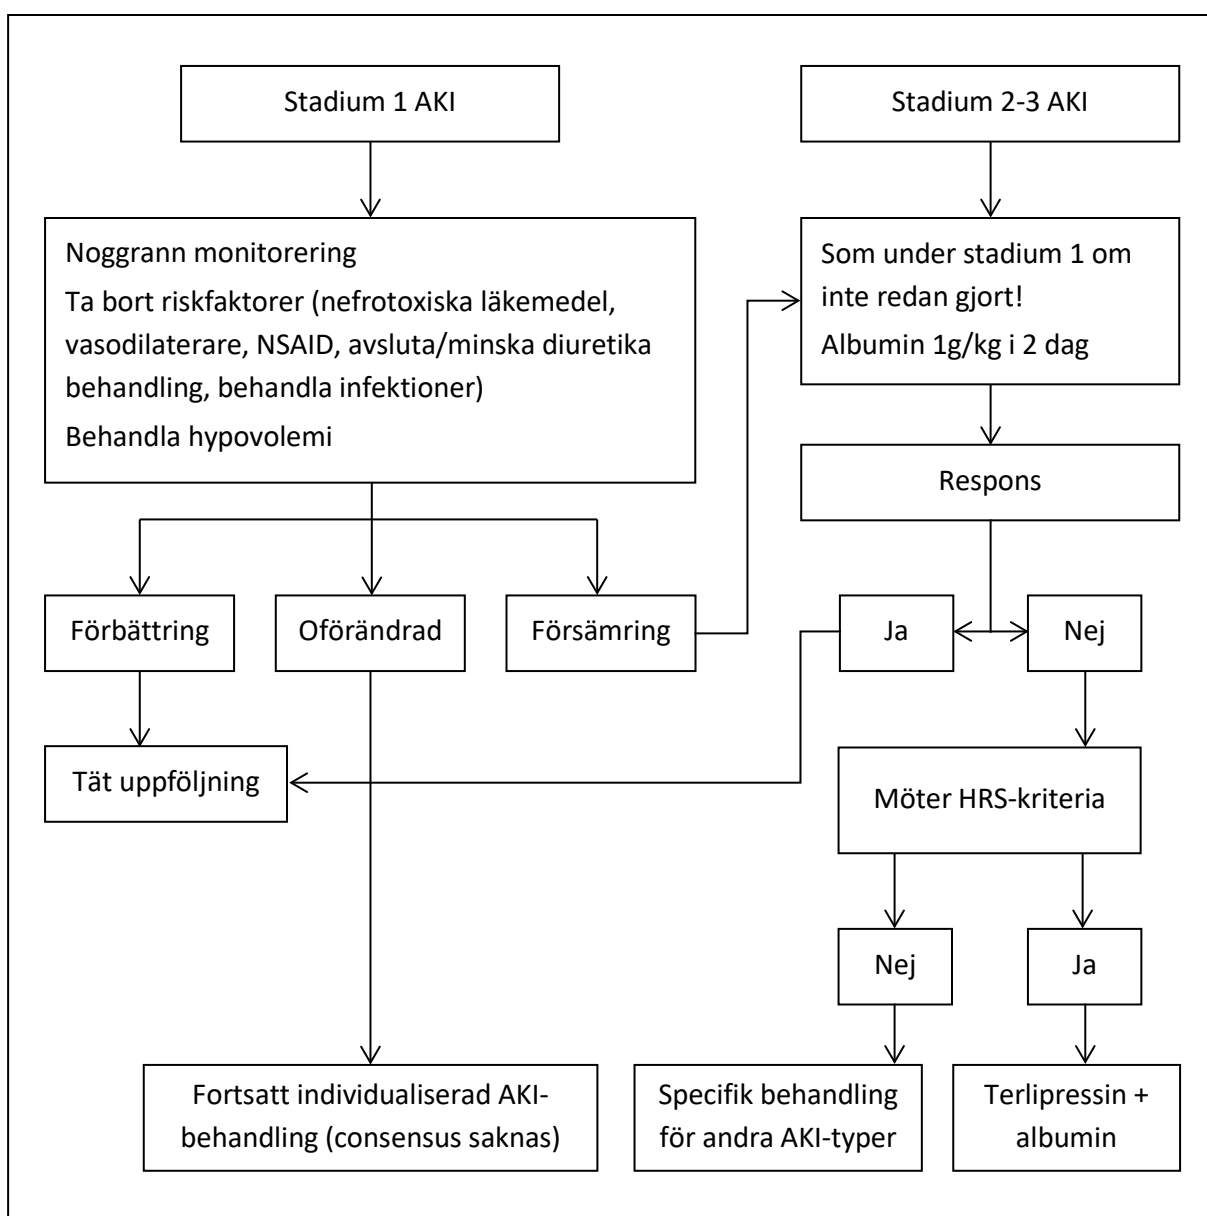 Stadium 1 AKI
Stadium 2-3 AKI
Noggrann monitorering
Ta bort riskfaktorer (nefrotoxiska läkemedel,
vasodilaterare, NSAID, avsluta/minska diuretika
behandling, behandla infektioner)
Behandla hypovolemi
Som under stadium 1 om
inte redan gjort!
Albumin 1g/kg i 2 dag
Respons
Förbättring
Oförändrad
Försämring
Ja
Nej
Tät uppföljning
Möter HRS-kriteria
Nej
Ja
Fortsatt individualiserad AKI-
behandling (consensus saknas)
Specifik behandling
för andra AKI-typer
Terlipressin +
albumin